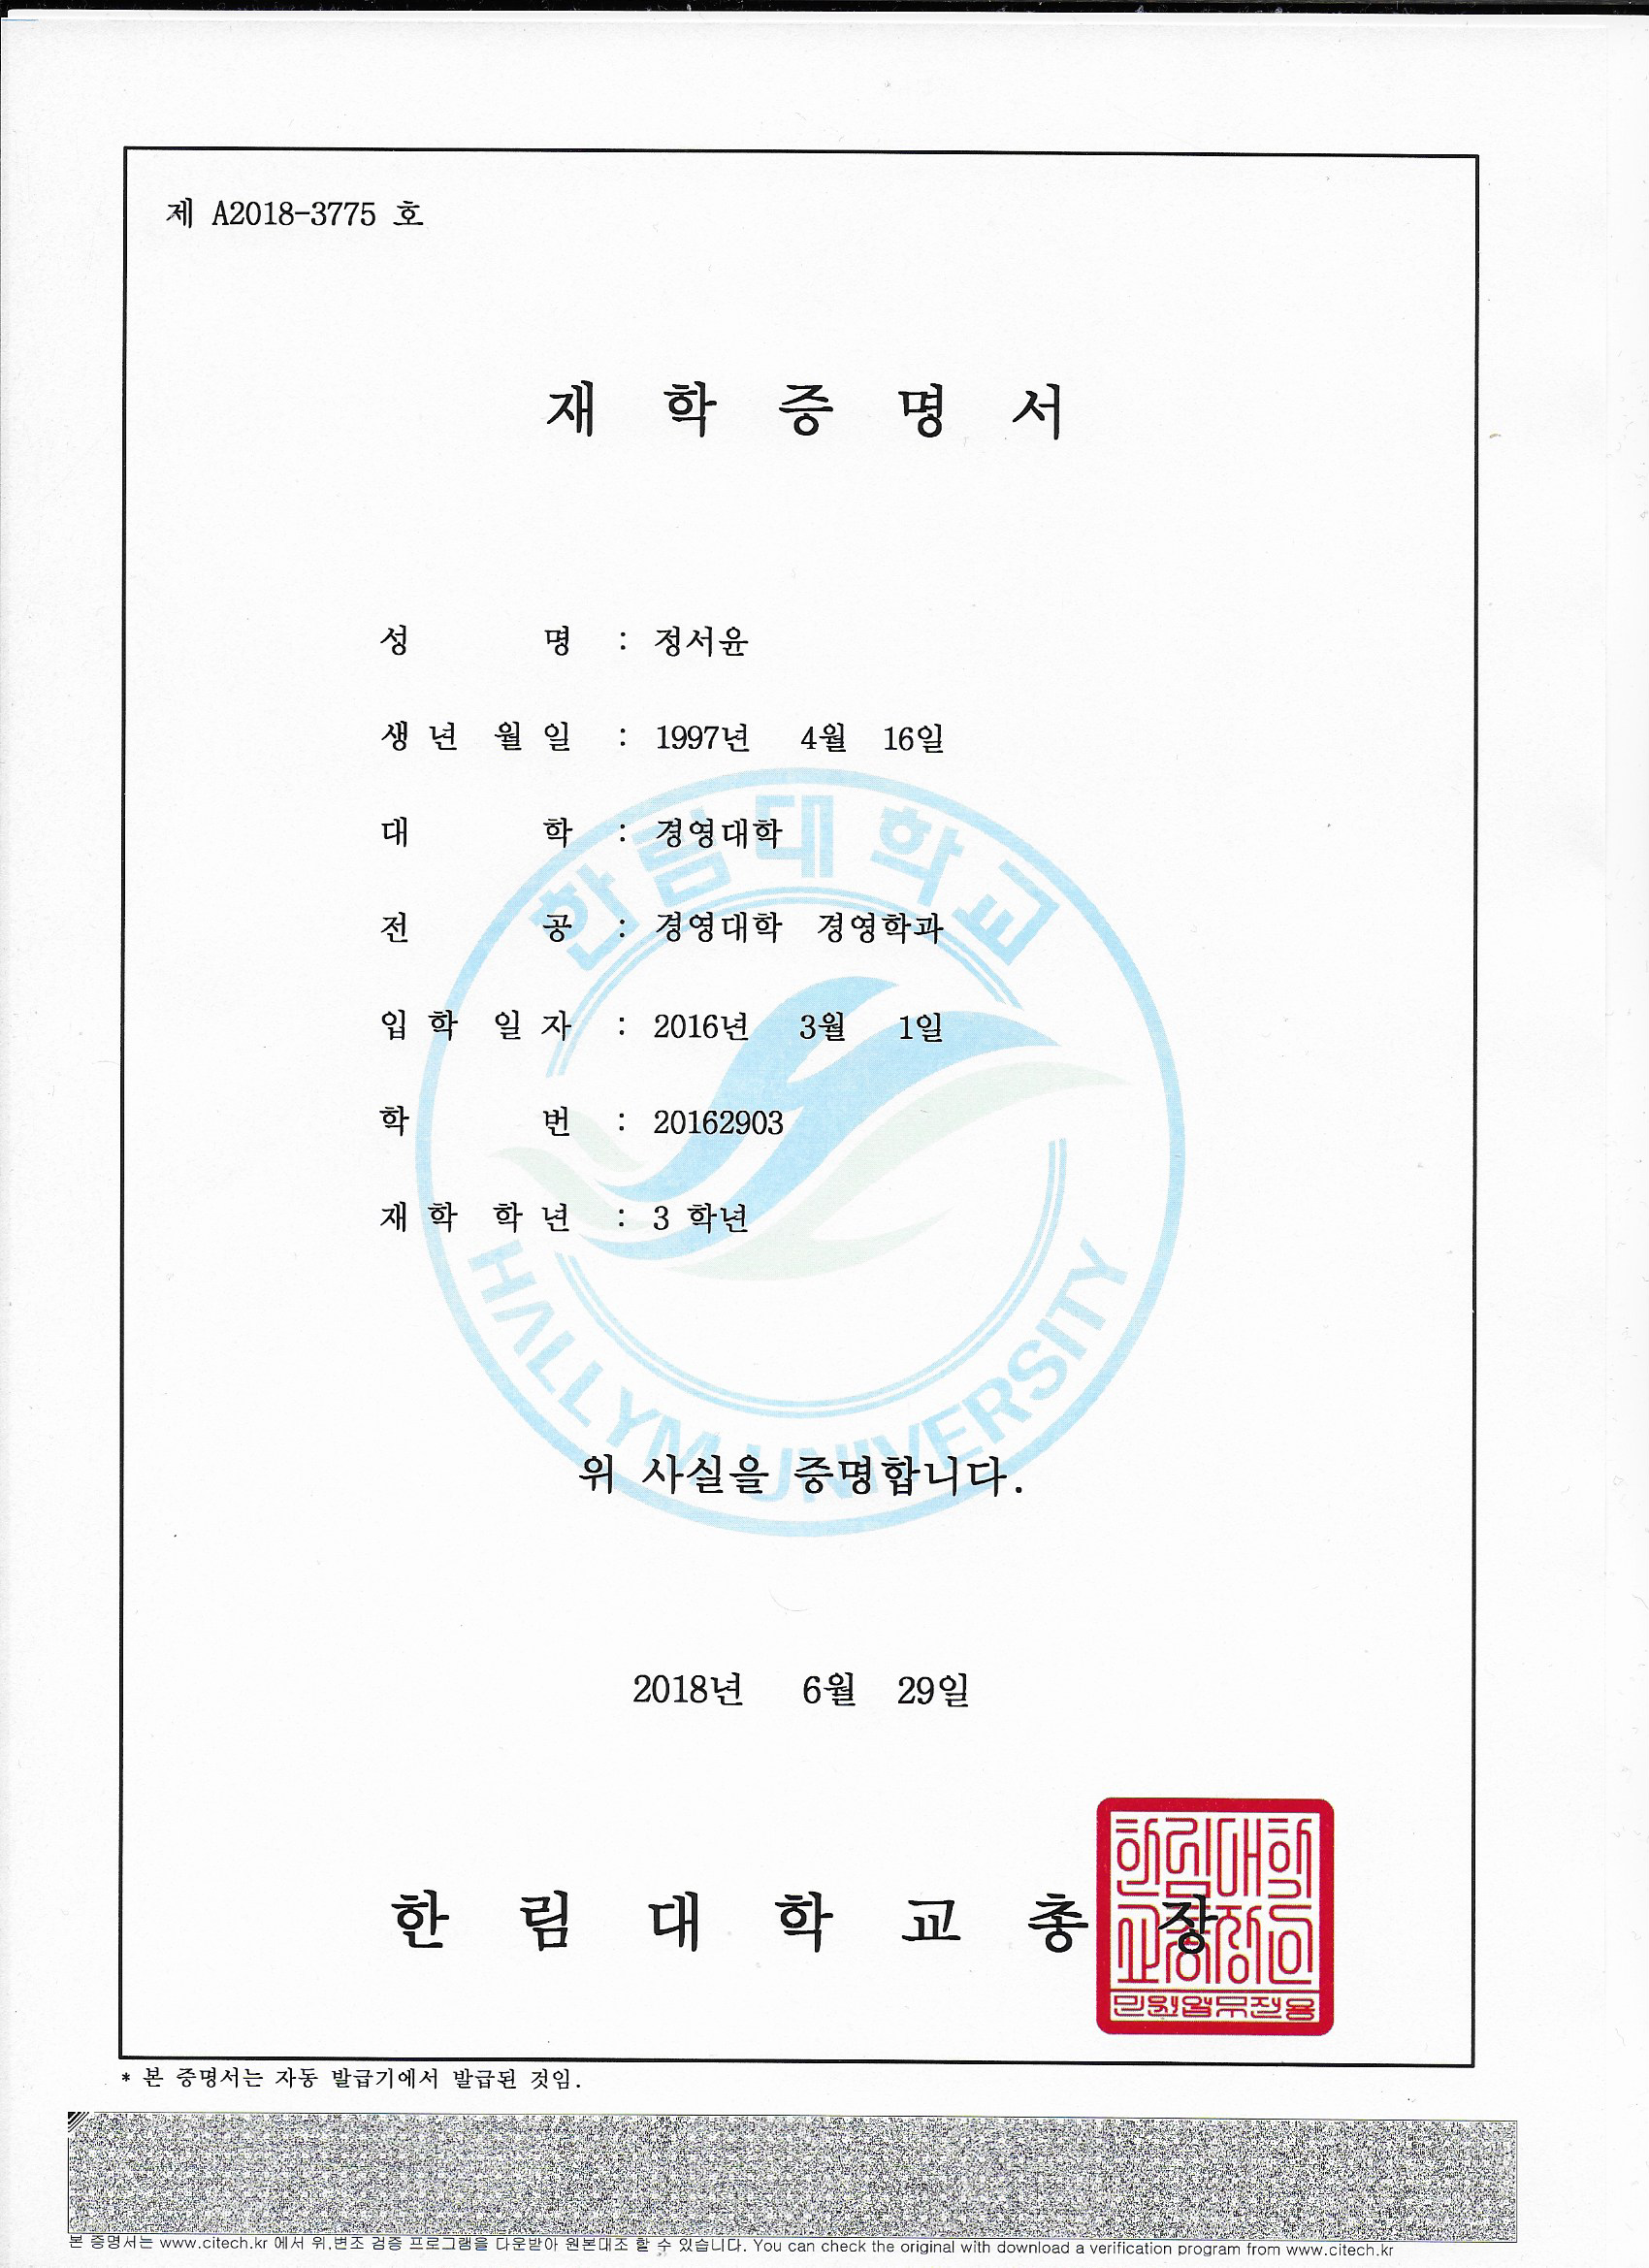 제 A2018-3775 호
재 학 증 명 서
성 명 : 정서윤
생 년 월 일 : 1997년 4월 16일
대 학 : 경영대학
전 공 : 경영대학 경영학과
입 학 일 자 : 2016년 3월 1일
학 번 : 20162903
재 학 학 년 : 3 학년
한림대학교
HALLYM UNIVERSITY
위 사실을 증명합니다.
2018년 6월 29일
한 림 대 학 교 총 장
한림대학
교총장인
민원업무전용
* 본 증명서는 자동 발급기에서 발급된 것임.
본 증명서는 www.citech.kr 에서 위.변조 검증 프로그램을 다운받아 원본대조 할 수 있습니다. You can check the original with download a verification program from www.citech.kr